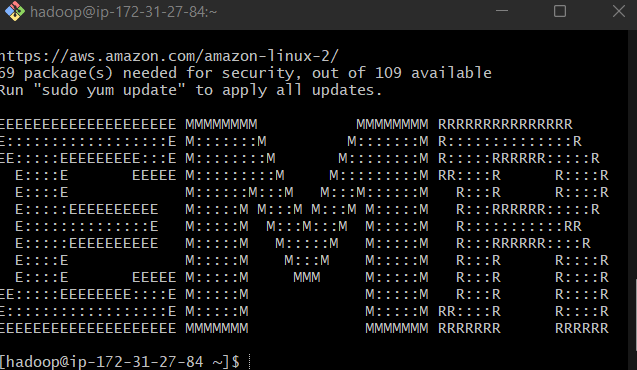 hadoop@ip-172-31-27-84:~
https://aws.amazon.com/amazon-linux-2/
69 package(s) needed for security, out of 109 available
Run "sudo yum update" to apply all updates.
EEEEEEEEEEEEEEEEEEEE MMMMMMMM           MMMMMMMM RRRRRRRRRRRRRRR
E::::::::::::::::::E M:::::::M         M:::::::M R::::::::::::::R
EE:::::EEEEEEEEE:::E M::::::::M       M::::::::M R:::::RRRRRR:::::R
  E::::E       EEEEE M:::::::::M     M:::::::::M RR::::R      R::::R
  E::::E             M::::::M:::M   M:::M::::::M   R:::R      R::::R
  E:::::EEEEEEEEEE   M:::::M M:::M M:::M M:::::M   R:::RRRRRR:::::R
  E::::::::::::::E   M:::::M  M:::M:::M  M:::::M   R:::::::::::RR
  E:::::EEEEEEEEEE   M:::::M   M:::::M   M:::::M   R:::RRRRRR::::R
  E::::E             M:::::M    M:::M    M:::::M   R:::R      R::::R
  E::::E       EEEEE M:::::M     MMM     M:::::M   R:::R      R::::R
EE:::::EEEEEEEE::::E M:::::M             M:::::M   R:::R      R::::R
E::::::::::::::::::E M:::::M             M:::::M RR::::R      R::::R
EEEEEEEEEEEEEEEEEEEE MMMMMMM             MMMMMMM RRRRRRR      RRRRRR
[hadoop@ip-172-31-27-84 ~]$